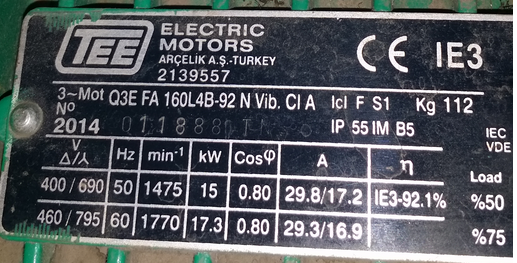 TEE ELECTRIC
MOTORS
ARÇELİK A.Ş.-TURKEY
2139557
CE IE3
3~Mot Q3E FA 160L4B-92 N Vib. Cl A Icl F S1 Kg 112
No
2014 IP 55 IM B5 IEC
VDE
V
Δ/⅄ Hz min-1 kW Cosφ A η Load
400 / 690 50 1475 15 0.80 29.8/17.2 IE3-92.1% %50
460 / 795 60 1770 17.3 0.80 29.3/16.9 %75